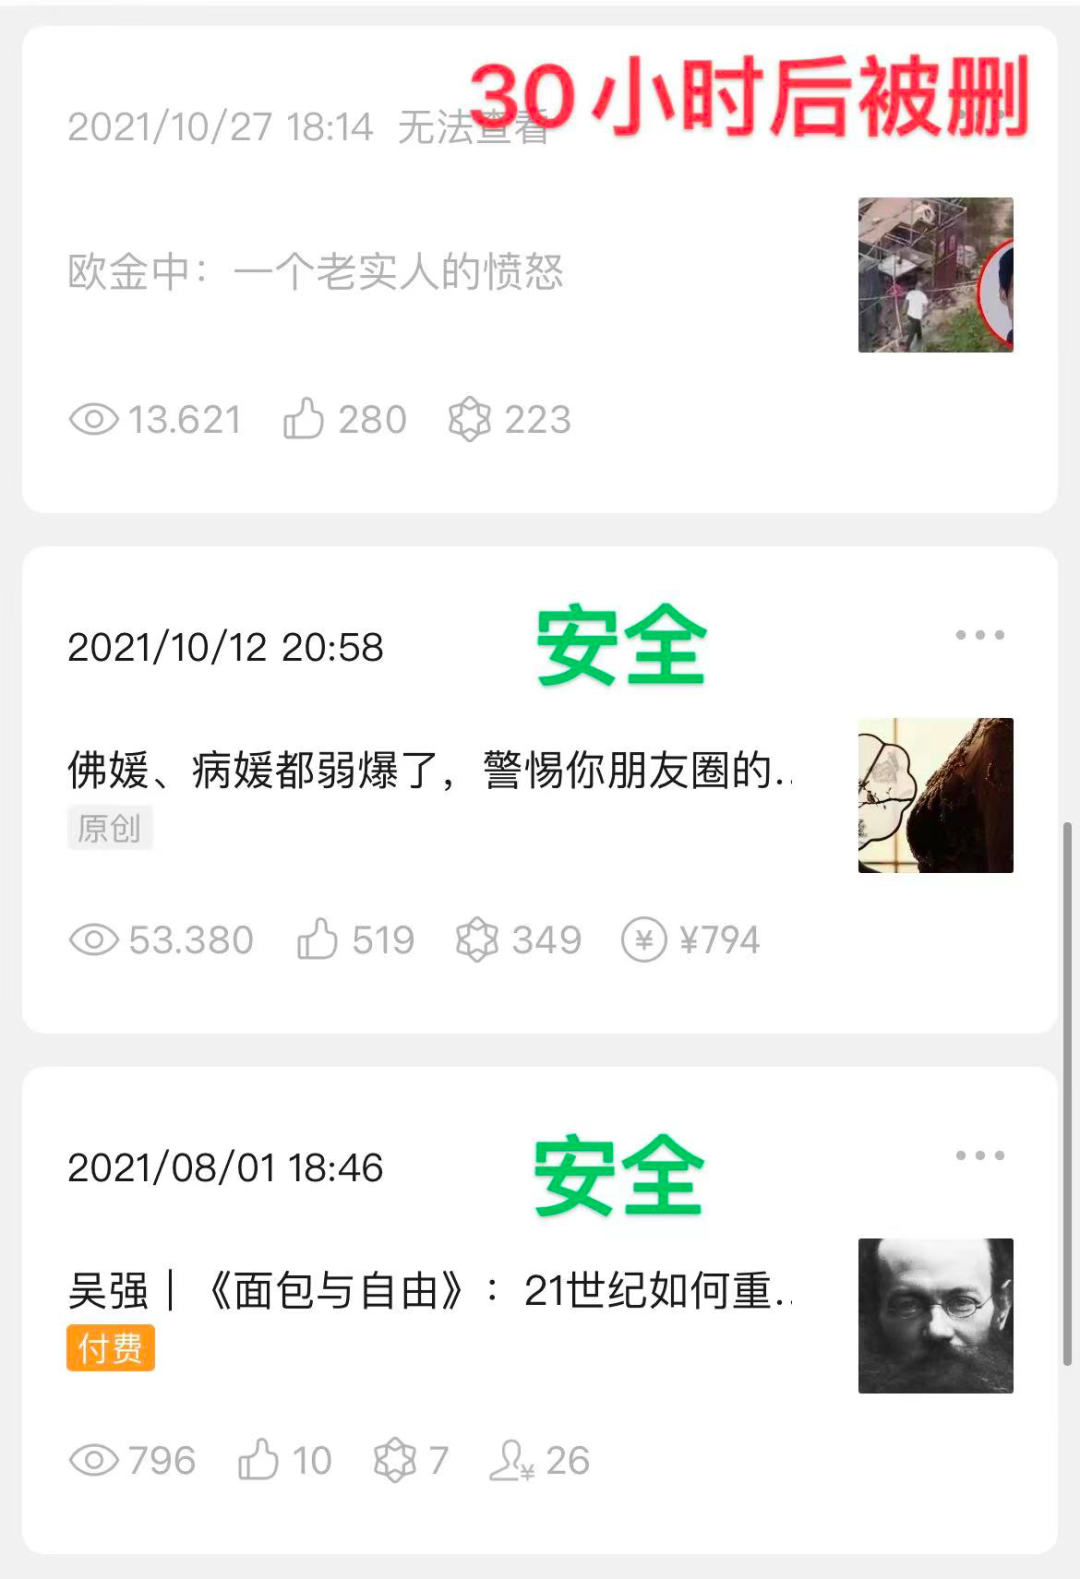 30小时后被删
2021/10/27 18:14 无法查看
欧金中：一个老实人的愤怒
13.621 280 223
2021/10/12 20:58
安全
佛媛、病媛都弱爆了，警惕你朋友圈的..
原创
53.380 519 349 ¥ ¥794
2021/08/01 18:46
安全
吴强｜《面包与自由》：21世纪如何重..
付费
796 10 7 ¥ 26